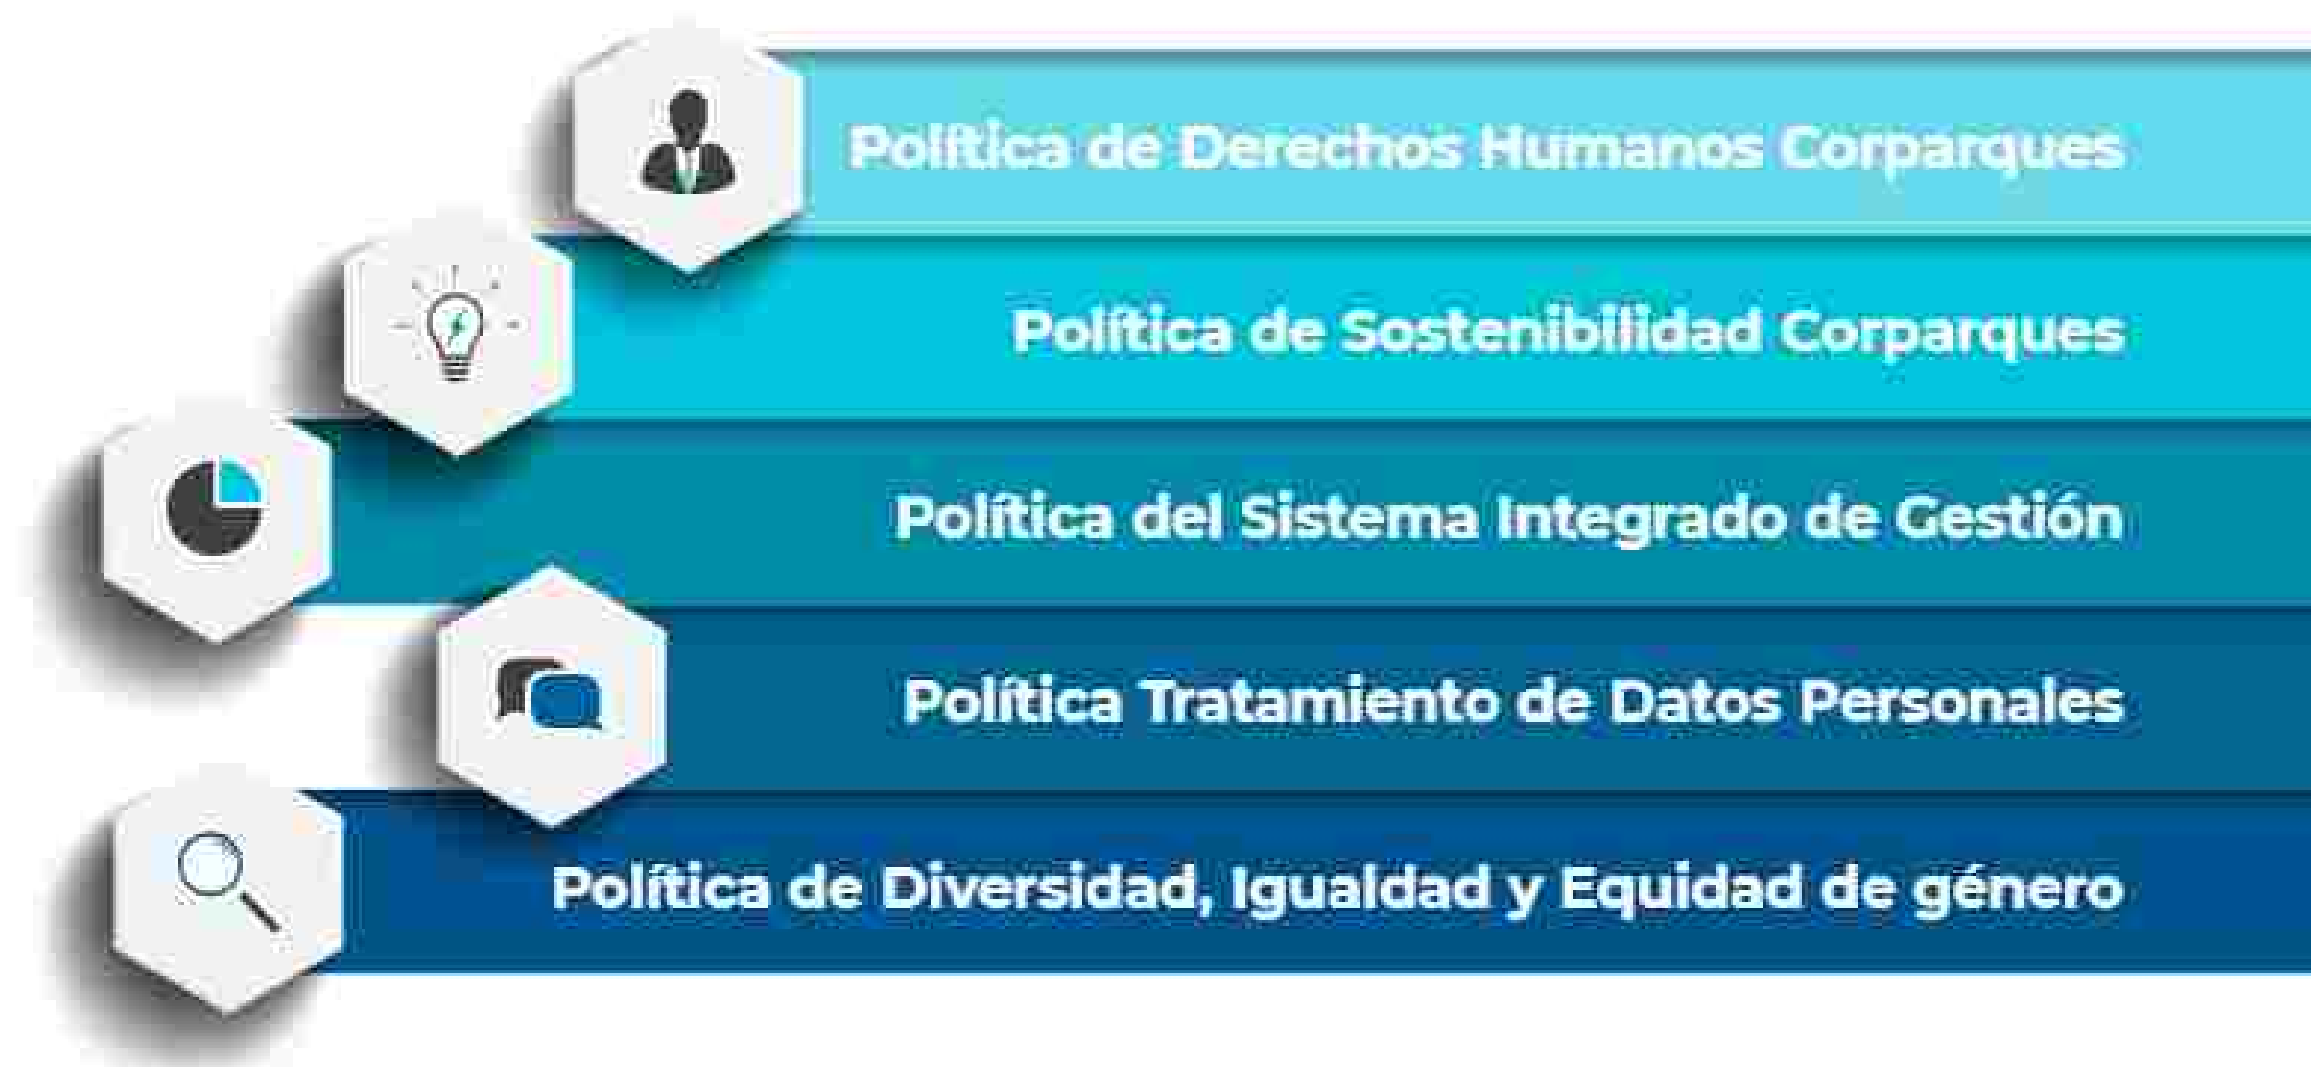 Política de Derechos Humanos Corparques
Política de Sostenibilidad Corparques
Política del Sistema Integrado de Gestión
Política Tratamiento de Datos Personales
Política de Diversidad, Igualdad y Equidad de género